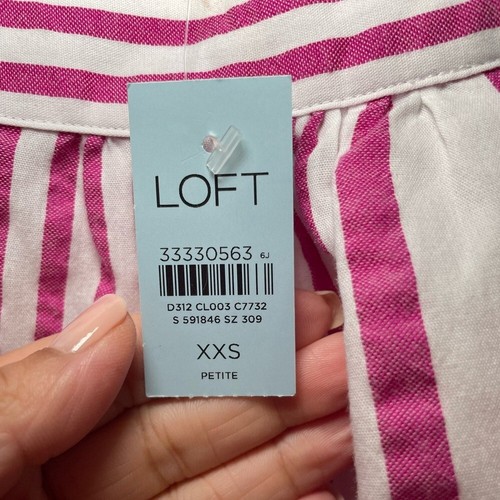 LOFT
33330563 6J
D312 CL003 C7732
S 591846 SZ 309
XXS
PETITE